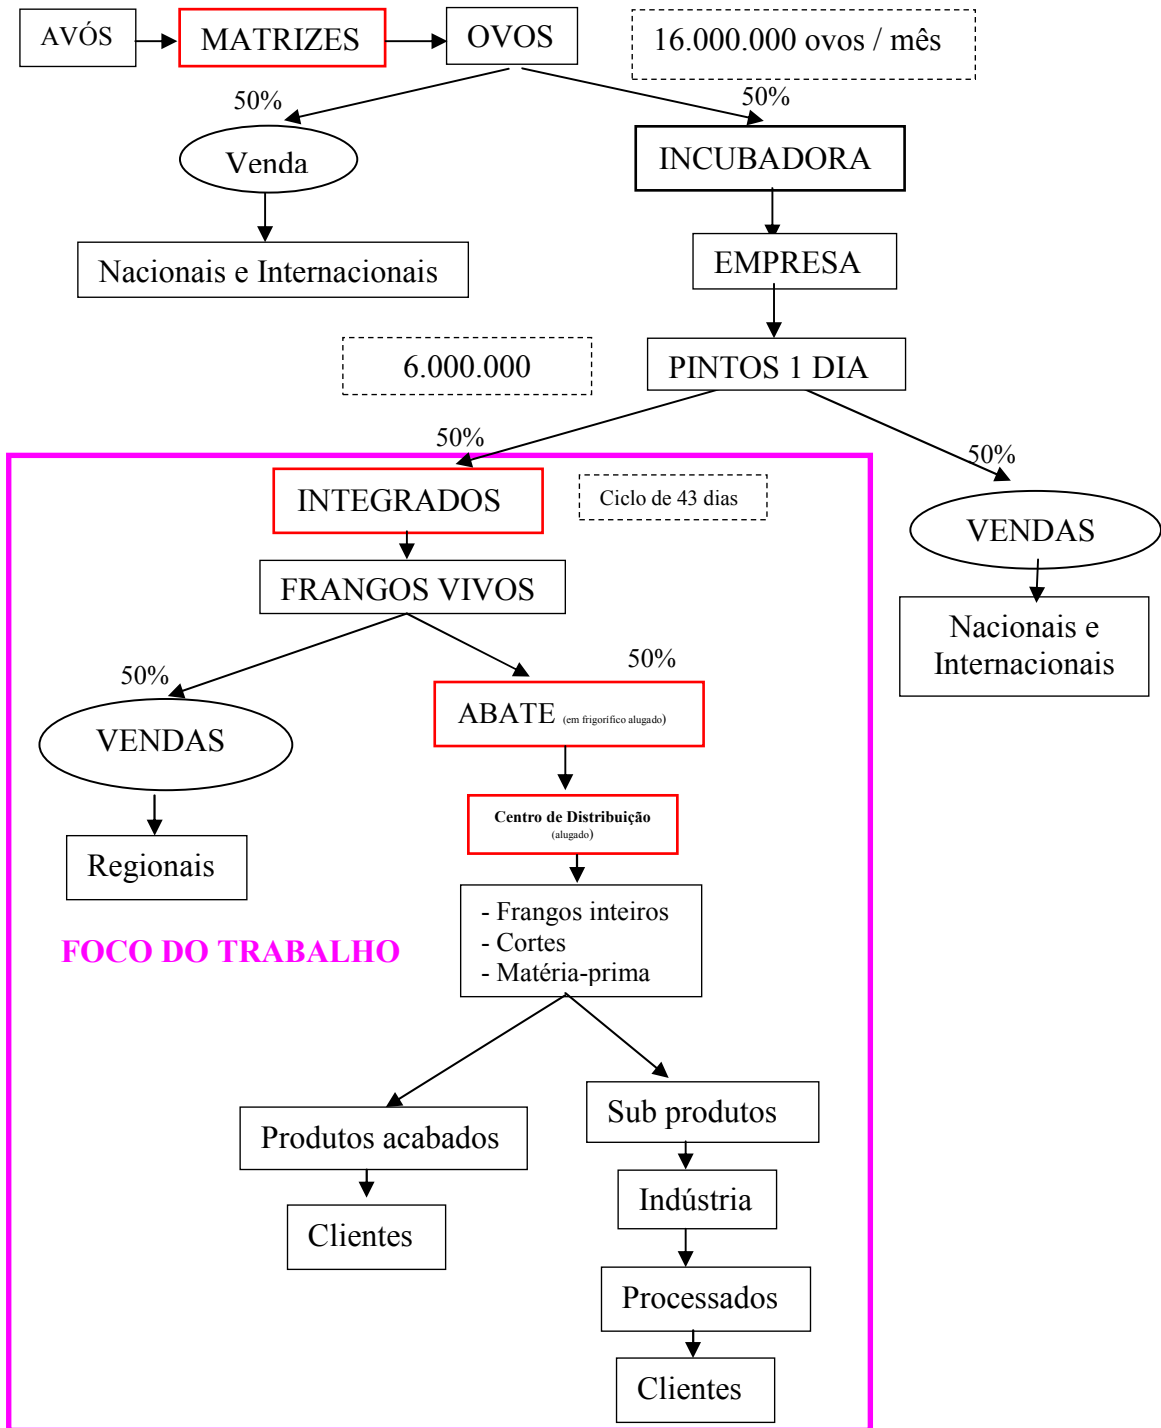 AVÓS
MATRIZES
OVOS
16.000.000 ovos / mês
50%
50%
Venda
INCUBADORA
Nacionais e Internacionais
EMPRESA
6.000.000
PINTOS 1 DIA
50%
50%
INTEGRADOS
Ciclo de 43 dias
VENDAS
FRANGOS VIVOS
Nacionais e
Internacionais
50%
50%
VENDAS
ABATE (em frigorífico alugado)
Centro de Distribuição
(alugado)
Regionais
- Frangos inteiros
- Cortes
- Matéria-prima
FOCO DO TRABALHO
Produtos acabados
Sub produtos
Clientes
Indústria
Processados
Clientes